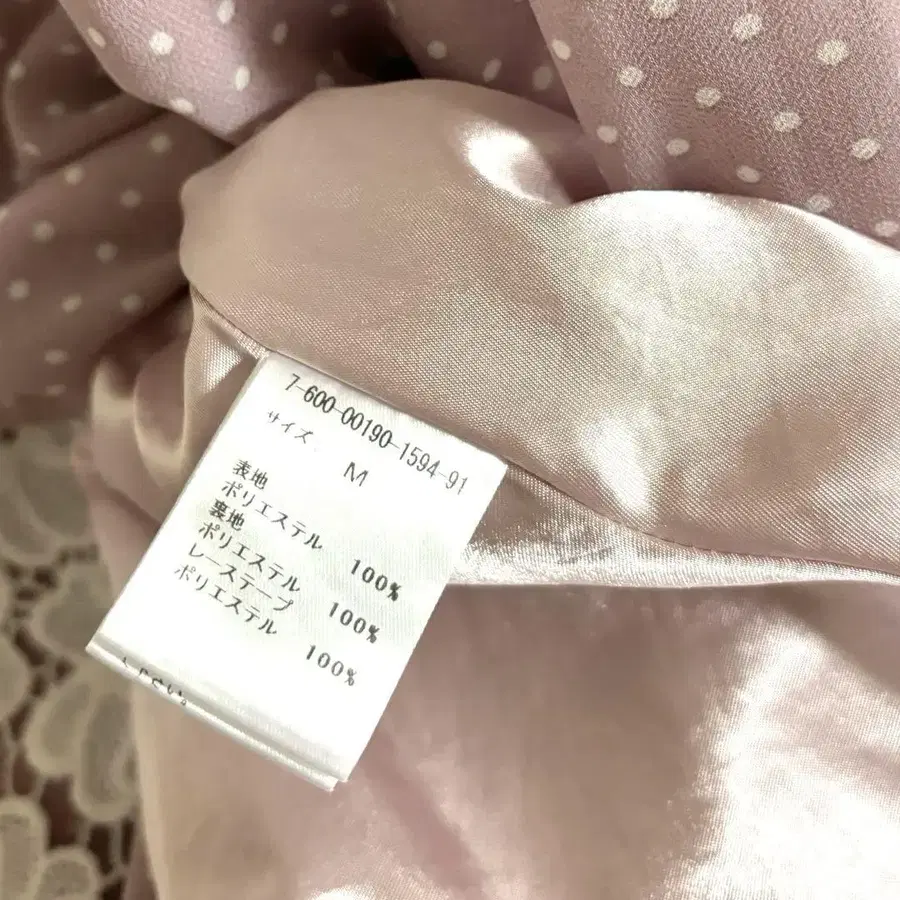 7-600-00190-1594-91
サイズ
M
表地
ポリエステル 100%
裏地
ポリエステル 100%
レーステープ
ポリエステル 100%